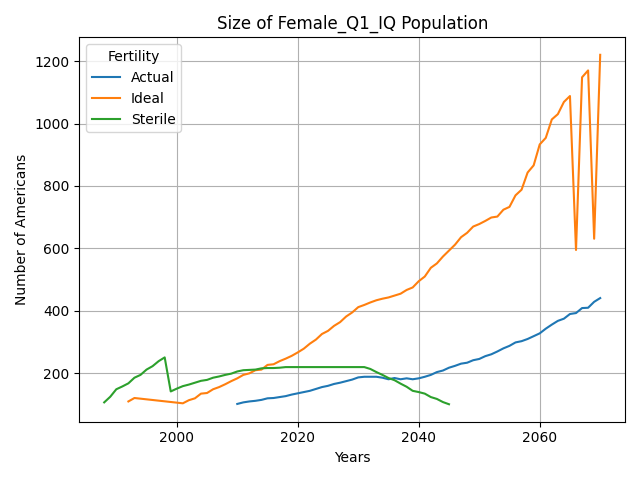 Size of Female_Q1_IQ Population
Fertility
Actual
Ideal
Sterile
Number of Americans
1200
1000
800
600
400
200
2000
2020
2040
2060
Years